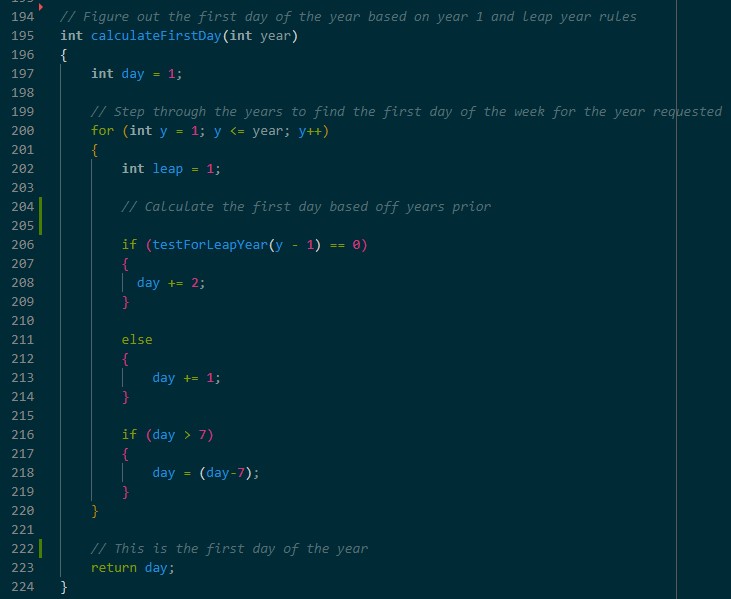 194 // Figure out the first day of the year based on year 1 and leap year rules
195 int calculateFirstDay(int year)
196 {
197     int day = 1;
198
199     // Step through the years to find the first day of the week for the year requested
200     for (int y = 1; y <= year; y++)
201     {
202         int leap = 1;
203
204         // Calculate the first day based off years prior
205
206         if (testForLeapYear(y - 1) == 0)
207         {
208           day += 2;
209         }
210
211         else
212         {
213             day += 1;
214         }
215
216         if (day > 7)
217         {
218             day = (day-7);
219         }
220     }
221
222     // This is the first day of the year
223     return day;
224 }